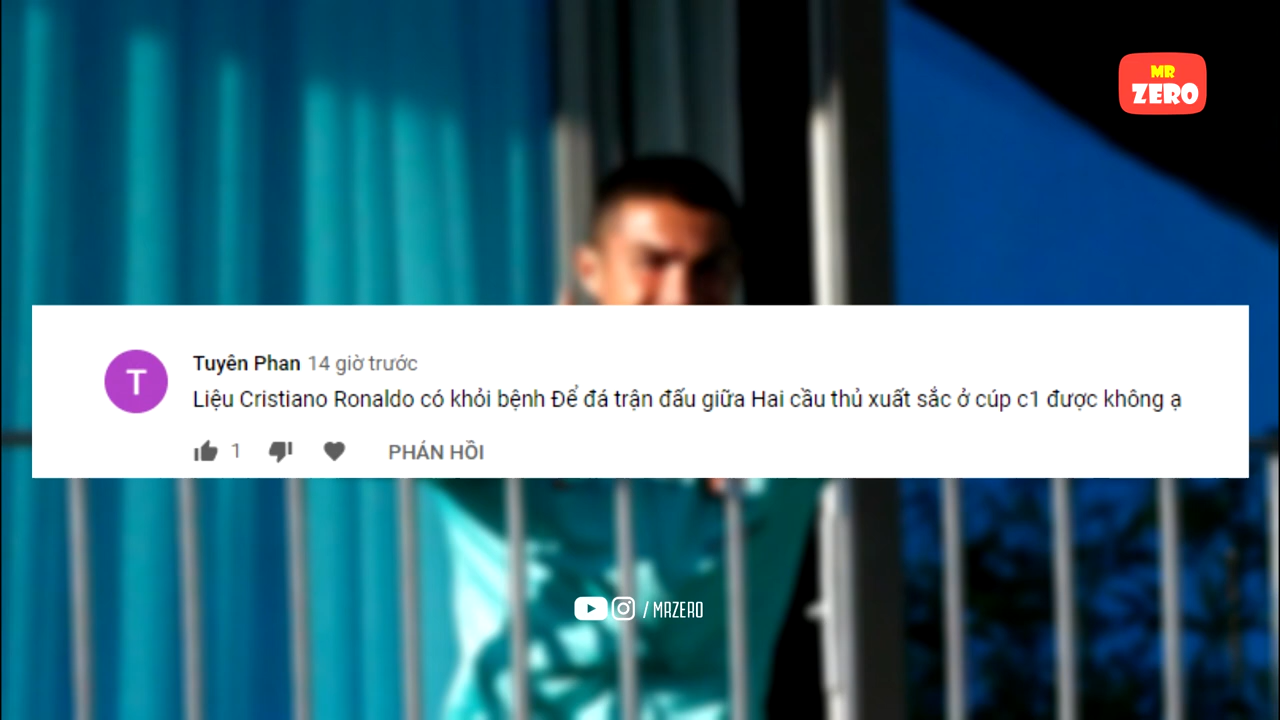 MR
ZERO
T
Tuyên Phan 14 giờ trước
Liệu Cristiano Ronaldo có khỏi bệnh Để đá trận đấu giữa Hai cầu thủ xuất sắc ở cúp c1 được không ạ
1
PHẢN HỒI
/ MRZERO